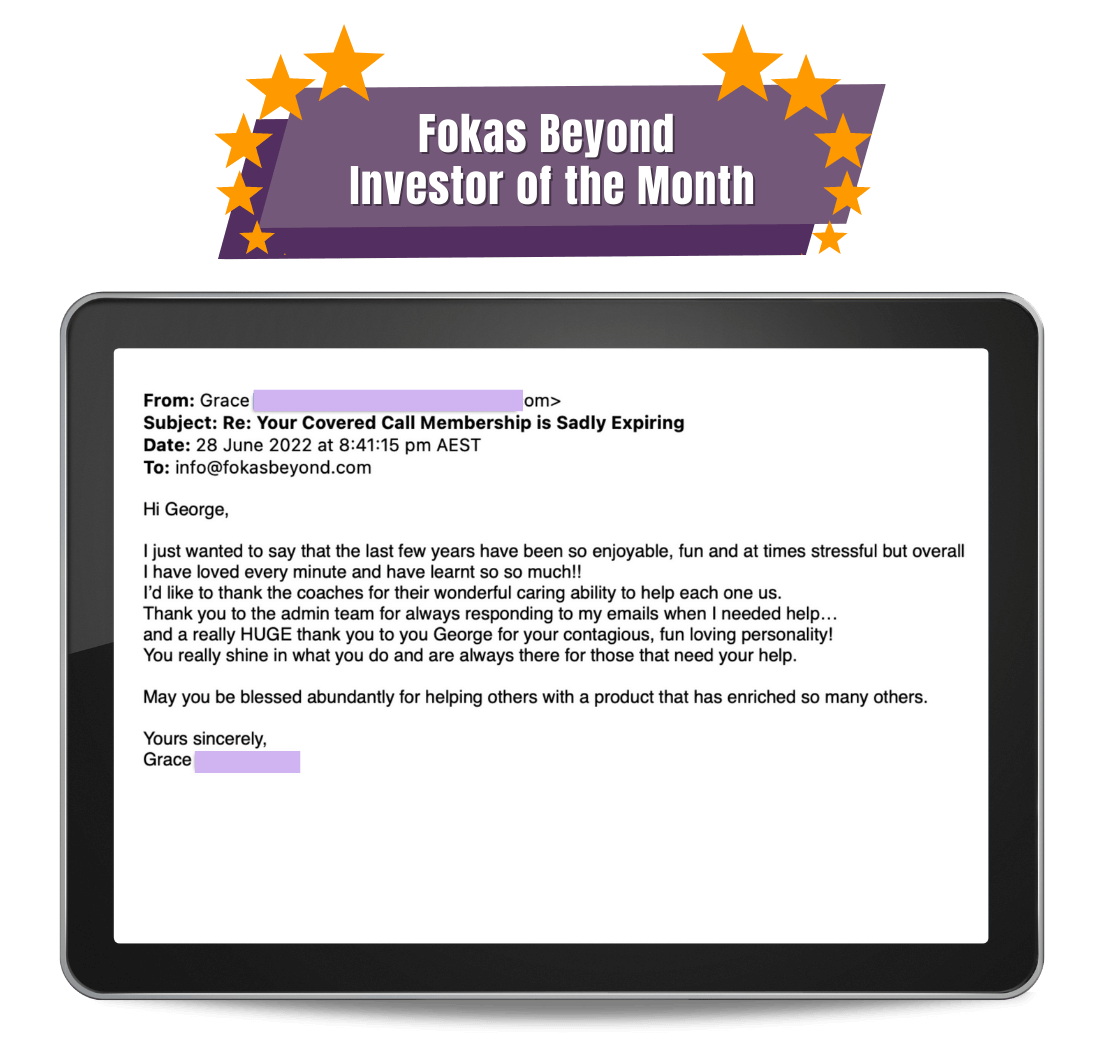 Fokas Beyond
Investor of the Month
From: Grace om>
Subject: Re: Your Covered Call Membership is Sadly Expiring
Date: 28 June 2022 at 8:41:15 pm AEST
To: info@fokasbeyond.com
Hi George,
I just wanted to say that the last few years have been so enjoyable, fun and at times stressful but overall
I have loved every minute and have learnt so so much!!
I'd like to thank the coaches for their wonderful caring ability to help each one us.
Thank you to the admin team for always responding to my emails when I needed help…
and a really HUGE thank you to you George for your contagious, fun loving personality!
You really shine in what you do and are always there for those that need your help.
May you be blessed abundantly for helping others with a product that has enriched so many others.
Yours sincerely,
Grace